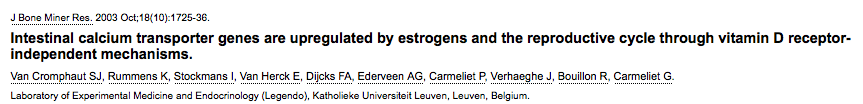 J Bone Miner Res. 2003 Oct;18(10):1725-36.
Intestinal calcium transporter genes are upregulated by estrogens and the reproductive cycle through vitamin D receptor-
independent mechanisms.
Van Cromphaut SJ, Rummens K, Stockmans I, Van Herck E, Dijcks FA, Ederveen AG, Carmeliet P, Verhaeghe J, Bouillon R, Carmeliet G.
Laboratory of Experimental Medicine and Endocrinology (Legendo), Katholieke Universiteit Leuven, Leuven, Belgium.